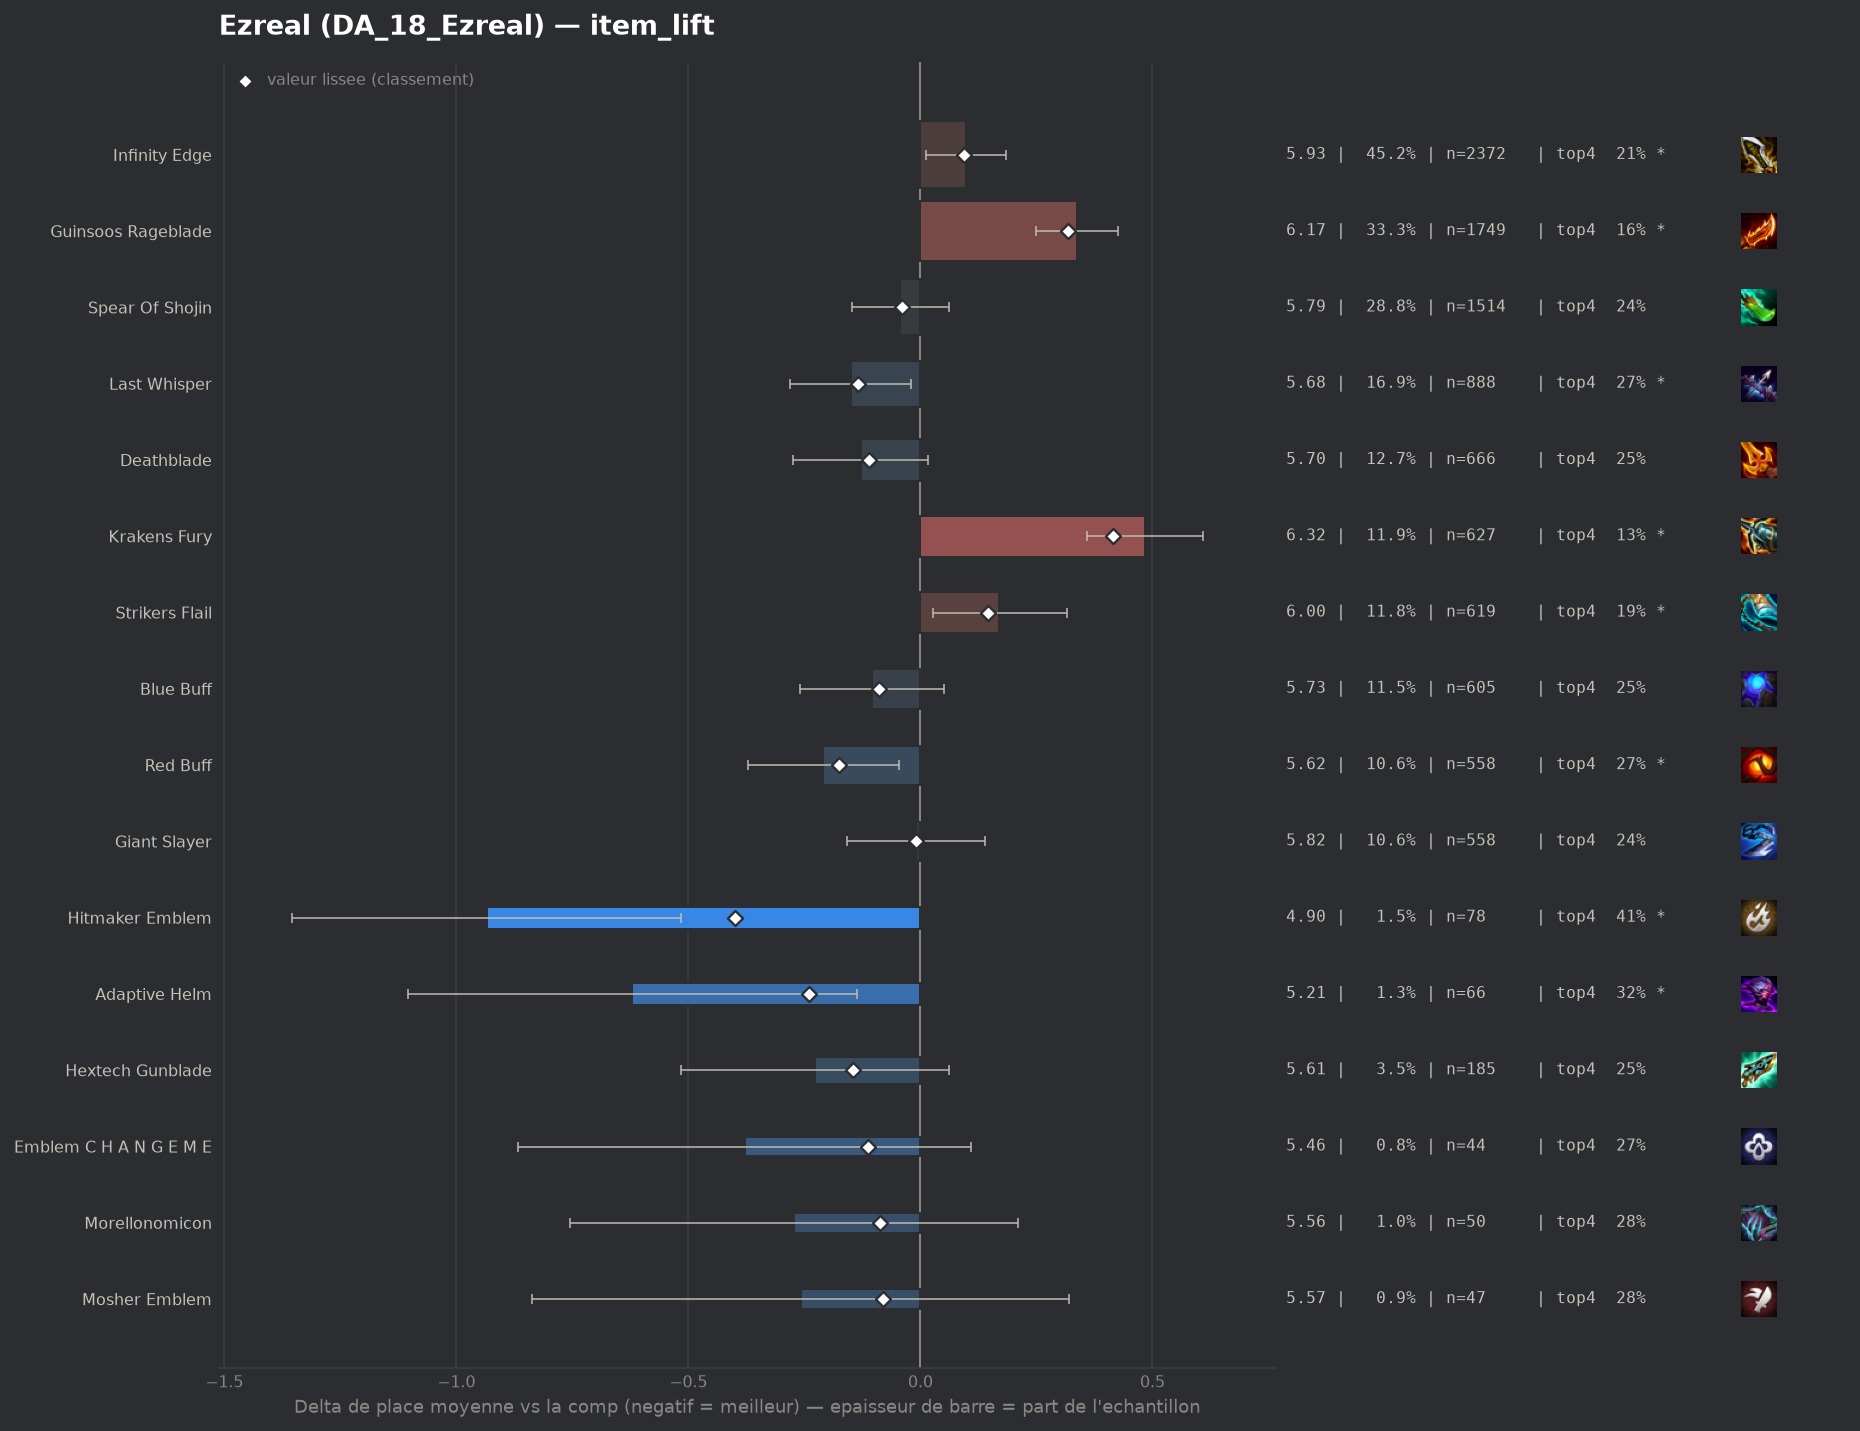 Ezreal (DA_18_Ezreal) — item_lift
valeur lissee (classement)
Infinity Edge 5.93 | 45.2% | n=2372 | top4 21% *
Guinsoos Rageblade 6.17 | 33.3% | n=1749 | top4 16% *
Spear Of Shojin 5.79 | 28.8% | n=1514 | top4 24%
Last Whisper 5.68 | 16.9% | n=888 | top4 27% *
Deathblade 5.70 | 12.7% | n=666 | top4 25%
Krakens Fury 6.32 | 11.9% | n=627 | top4 13% *
Strikers Flail 6.00 | 11.8% | n=619 | top4 19% *
Blue Buff 5.73 | 11.5% | n=605 | top4 25%
Red Buff 5.62 | 10.6% | n=558 | top4 27% *
Giant Slayer 5.82 | 10.6% | n=558 | top4 24%
Hitmaker Emblem 4.90 | 1.5% | n=78 | top4 41% *
Adaptive Helm 5.21 | 1.3% | n=66 | top4 32% *
Hextech Gunblade 5.61 | 3.5% | n=185 | top4 25%
Emblem C H A N G E M E 5.46 | 0.8% | n=44 | top4 27%
Morellonomicon 5.56 | 1.0% | n=50 | top4 28%
Mosher Emblem 5.57 | 0.9% | n=47 | top4 28%
−1.5 −1.0 −0.5 0.0 0.5
Delta de place moyenne vs la comp (negatif = meilleur) — epaisseur de barre = part de l'echantillon